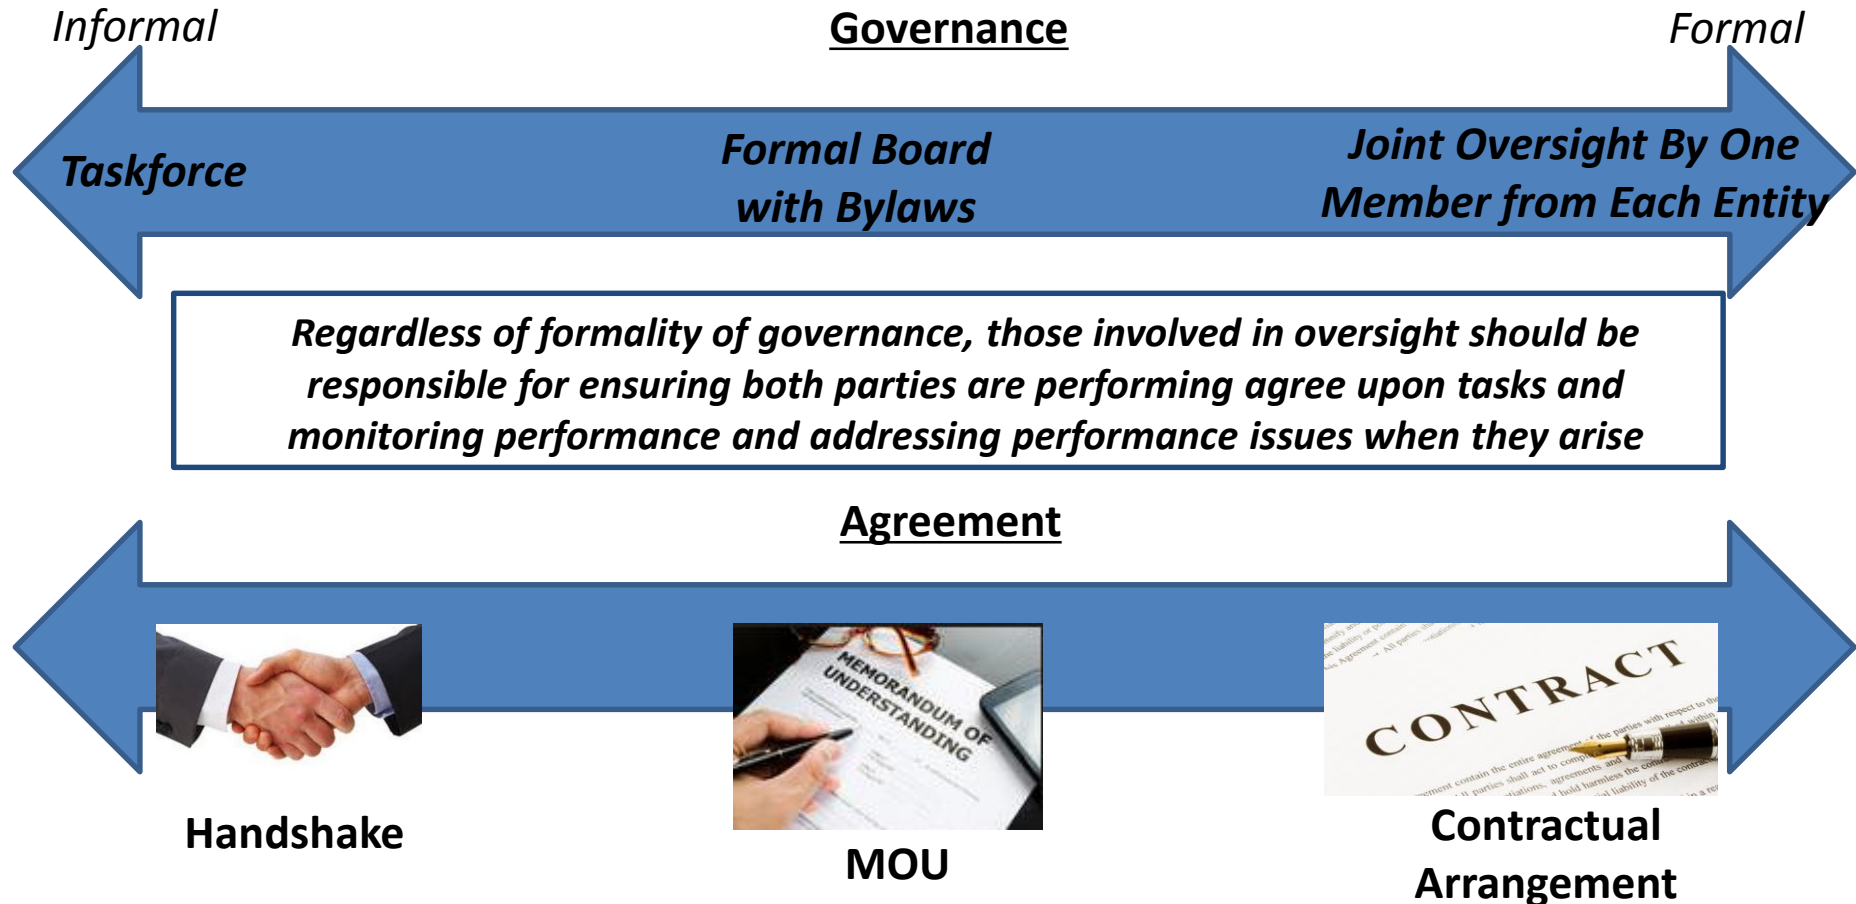 Informal
Governance
Formal
Taskforce
Formal Board
with Bylaws
Joint Oversight By One
Member from Each Entity
Regardless of formality of governance, those involved in oversight should be
responsible for ensuring both parties are performing agree upon tasks and
monitoring performance and addressing performance issues when they arise
Agreement
MEMORANDUM OF
UNDERSTANDING
CONTRACT
Handshake
MOU
Contractual
Arrangement